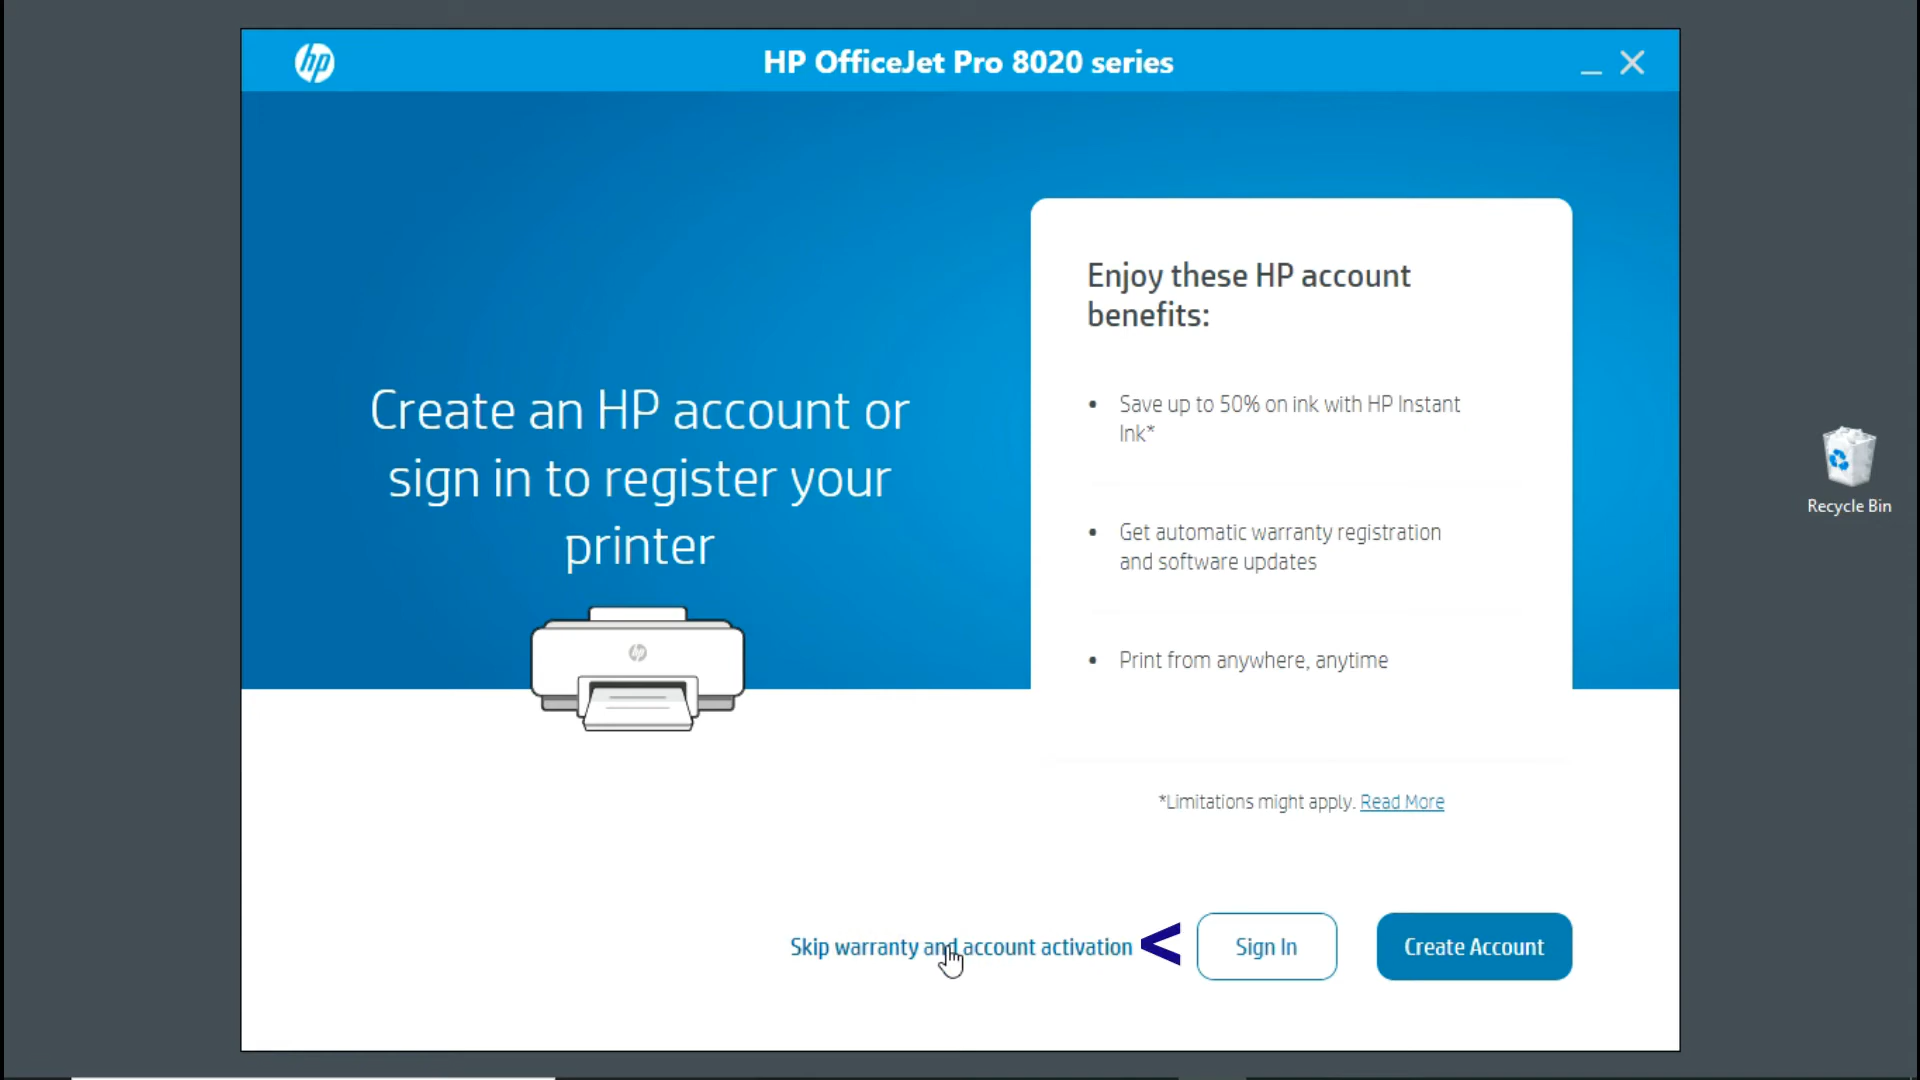 hp
HP OfficeJet Pro 8020 series
Create an HP account or
sign in to register your
printer
hp
Enjoy these HP account
benefits:
• Save up to 50% on ink with HP Instant
Ink*
• Get automatic warranty registration
and software updates
• Print from anywhere, anytime
*Limitations might apply. Read More
Skip warranty and account activation <
Sign In
Create Account
Recycle Bin